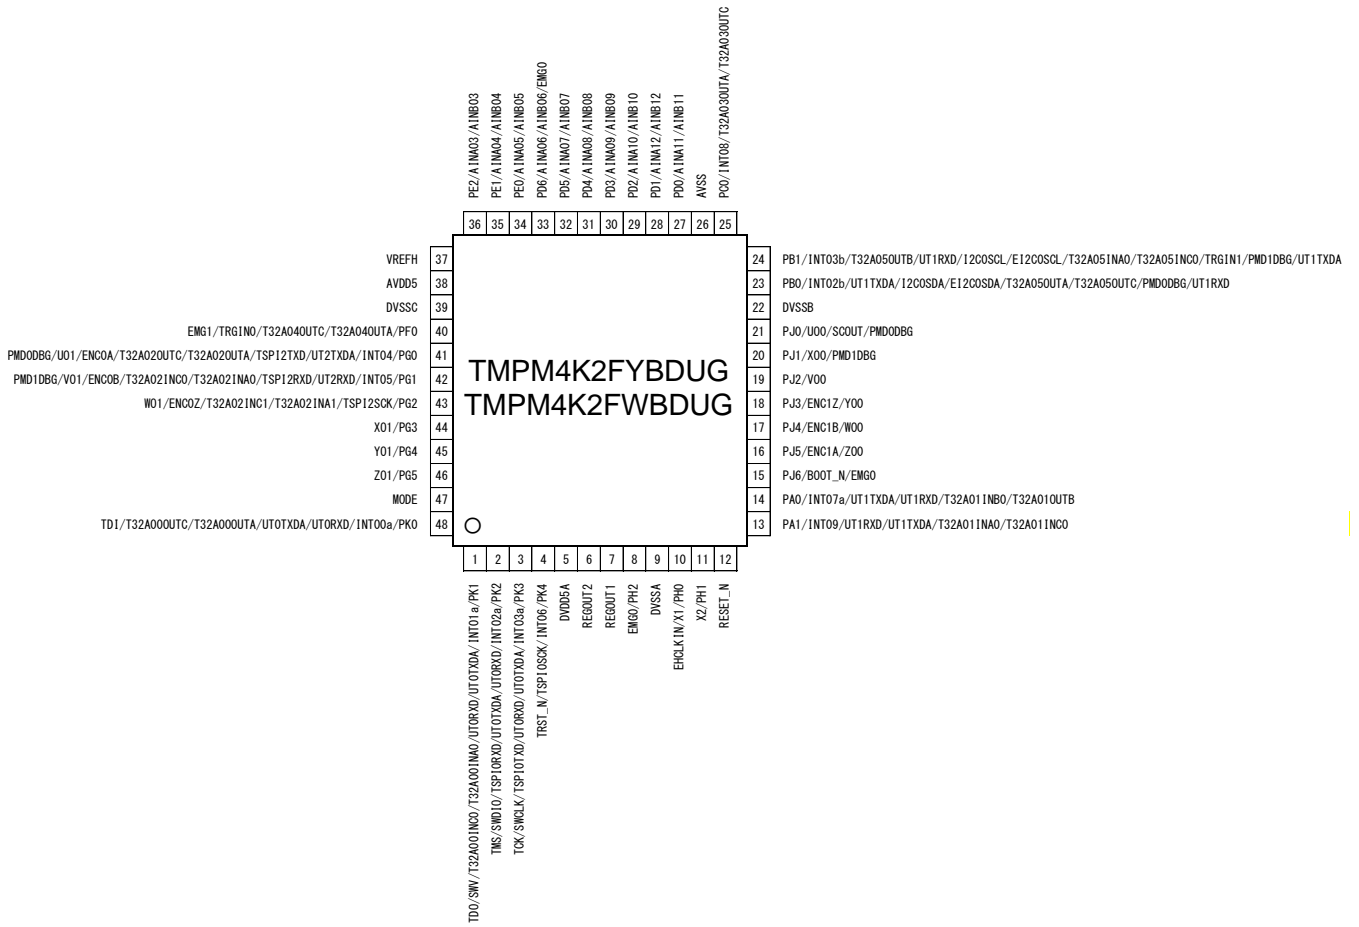 PE2/AINA03/AINB03
PE1/AINA04/AINB04
PE0/AINA05/AINB05
PD6/AINA06/AINB06/EMG0
PD5/AINA07/AINB07
PD4/AINA08/AINB08
PD3/AINA09/AINB09
PD2/AINA10/AINB10
PD1/AINA12/AINB12
PD0/AINA11/AINB11
AVSS
PC0/INT08/T32A03OUTA/T32A03OUTC
36 35 34 33 32 31 30 29 28 27 26 25
VREFH 37
AVDD5 38
DVSSC 39
EMG1/TRGIN0/T32A04OUTC/T32A04OUTA/PF0 40
PMD0DBG/UO1/ENC0A/T32A02OUTC/T32A02OUTA/TSPI2TXD/UT2TXDA/INT04/PG0 41
PMD1DBG/VO1/ENC0B/T32A02INC0/T32A02INA0/TSPI2RXD/UT2RXD/INT05/PG1 42
WO1/ENC0Z/T32A02INC1/T32A02INA1/TSPI2SCK/PG2 43
XO1/PG3 44
YO1/PG4 45
ZO1/PG5 46
MODE 47
TDI/T32A00OUTC/T32A00OUTA/UT0TXDA/UT0RXD/INT00a/PK0 48
TMPM4K2FYBDUG
TMPM4K2FWBDUG
24 PB1/INT03b/T32A05OUTB/UT1RXD/I2C0SCL/EI2C0SCL/T32A05INA0/T32A05INC0/TRGIN1/PMD1DBG/UT1TXDA
23 PB0/INT02b/UT1TXDA/I2C0SDA/EI2C0SDA/T32A05OUTA/T32A05OUTC/PMD0DBG/UT1RXD
22 DVSSB
21 PJ0/UO0/SCOUT/PMD0DBG
20 PJ1/XO0/PMD1DBG
19 PJ2/VO0
18 PJ3/ENC1Z/YO0
17 PJ4/ENC1B/WO0
16 PJ5/ENC1A/ZO0
15 PJ6/BOOT_N/EMG0
14 PA0/INT07a/UT1TXDA/UT1RXD/T32A01INB0/T32A01OUTB
13 PA1/INT09/UT1RXD/UT1TXDA/T32A01INA0/T32A01INC0
1 2 3 4 5 6 7 8 9 10 11 12
TDO/SWV/T32A00INC0/T32A00INA0/UT0RXD/UT0TXDA/INT01a/PK1
TMS/SWDIO/TSPI0RXD/UT0TXDA/UT0RXD/INT02a/PK2
TCK/SWCLK/TSPI0TXD/UT0RXD/UT0TXDA/INT03a/PK3
TRST_N/TSPI0SCK/INT06/PK4
DVDD5A
REGOUT2
REGOUT1
EMG0/PH2
DVSSA
EHCLKIN/X1/PH0
X2/PH1
RESET_N